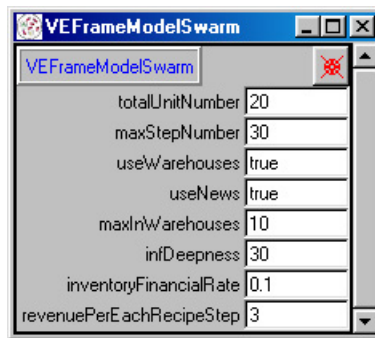 VEFrameModelSwarm
VEFrameModelSwarm
totalUnitNumber 20
maxStepNumber 30
useWarehouses true
useNews true
maxInWarehouses 10
infDeepness 30
inventoryFinancialRate 0.1
revenuePerEachRecipeStep 3